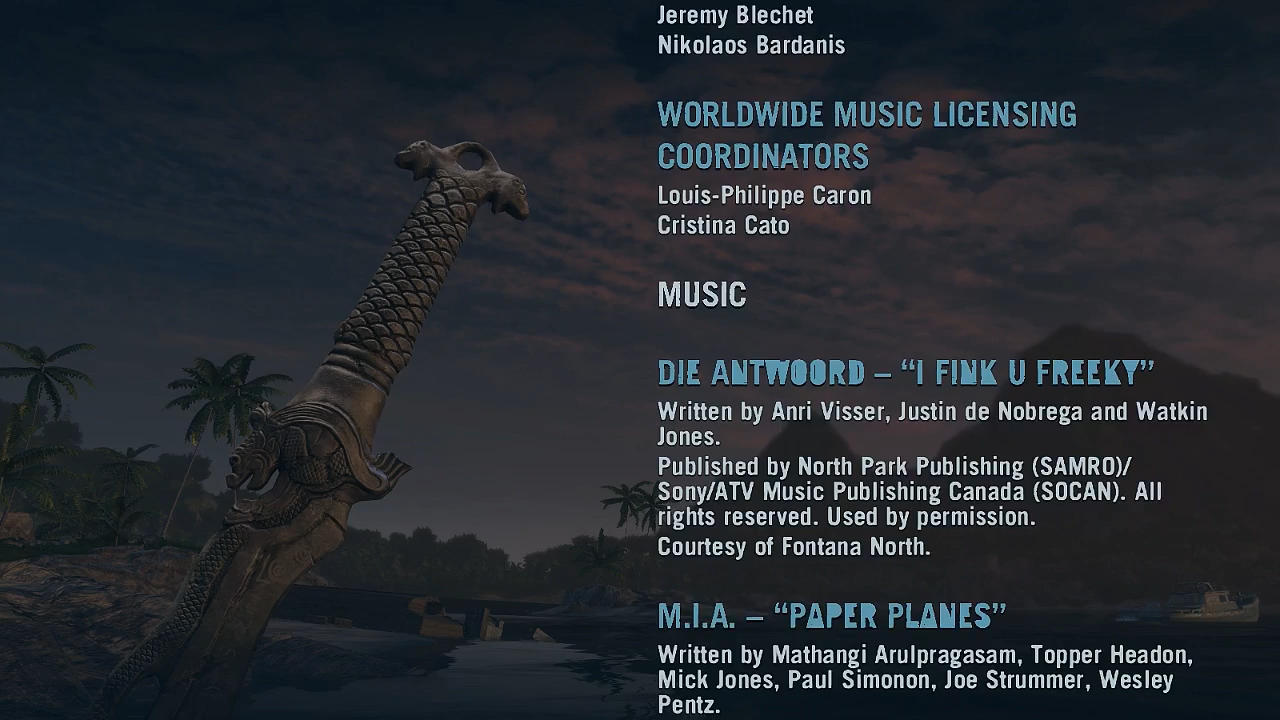 Jeremy Blechet
Nikolaos Bardanis
WORLDWIDE MUSIC LICENSING
COORDINATORS
Louis-Philippe Caron
Cristina Cato
MUSIC
DIE ANTWOORD – “I FINK U FREEKY”
Written by Anri Visser, Justin de Nobrega and Watkin
Jones.
Published by North Park Publishing (SAMRO)/
Sony/ATV Music Publishing Canada (SOCAN). All
rights reserved. Used by permission.
Courtesy of Fontana North.
M.I.A. – “PAPER PLANES”
Written by Mathangi Arulpragasam, Topper Headon,
Mick Jones, Paul Simonon, Joe Strummer, Wesley
Pentz.